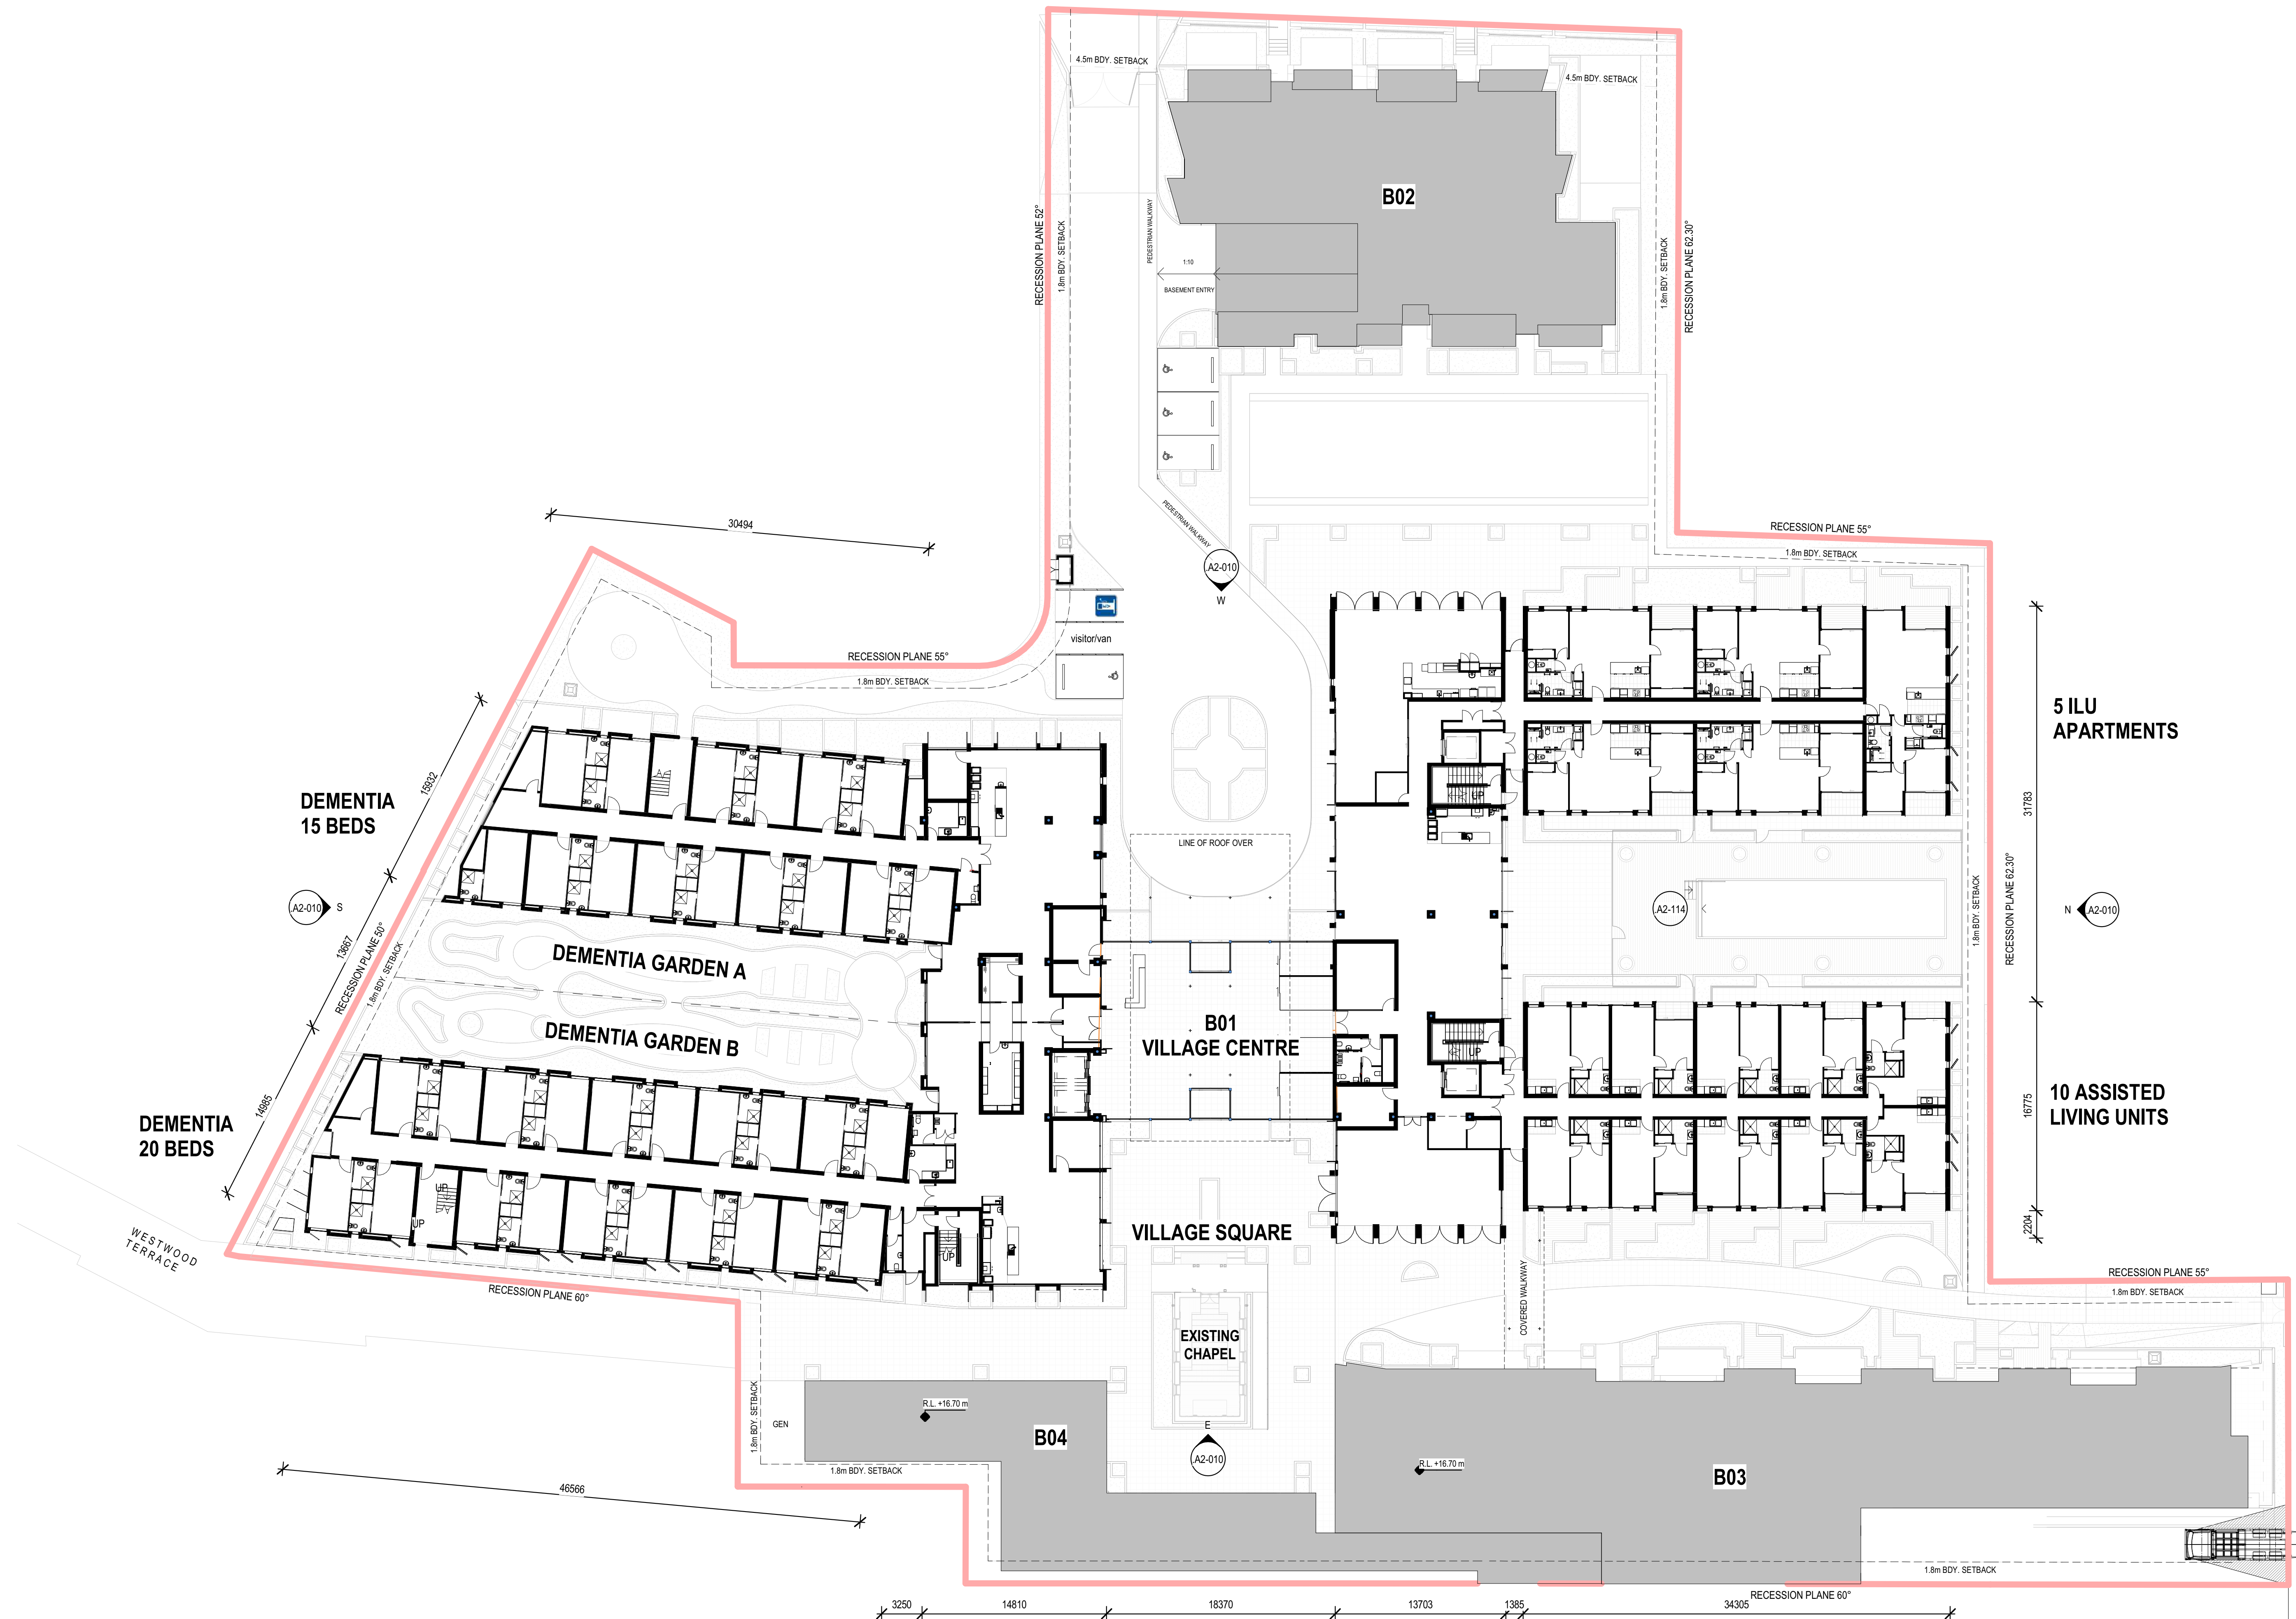 4.5m BDY. SETBACK
4.5m BDY. SETBACK
B02
RECESSION PLANE 52°
1.8m BDY. SETBACK
PEDESTRIAN WALKWAY
1:10
BASEMENT ENTRY
1.8m BDY. SETBACK
RECESSION PLANE 62.30°
PEDESTRIAN WALKWAY
30494
RECESSION PLANE 55°
1.8m BDY. SETBACK
A2-010
W
visitor/van
RECESSION PLANE 55°
1.8m BDY. SETBACK
5 ILU
APARTMENTS
DEMENTIA
15 BEDS
15932
UP
31783
LINE OF ROOF OVER
A2-010
S
A2-114
N
A2-010
13667
RECESSION PLANE 50°
1.8m BDY. SETBACK
1.8m BDY. SETBACK
RECESSION PLANE 62.30°
DEMENTIA GARDEN A
DEMENTIA GARDEN B
B01
VILLAGE CENTRE
UP
DEMENTIA
20 BEDS
14985
10 ASSISTED
LIVING UNITS
16775
UP
UP
UP
VILLAGE SQUARE
2204
WESTWOOD
TERRACE
RECESSION PLANE 60°
COVERED WALKWAY
RECESSION PLANE 55°
1.8m BDY. SETBACK
EXISTING
CHAPEL
1.8m BDY. SETBACK
GEN
R.L. +16.70 m
B04
E
A2-010
R.L. +16.70 m
B03
1.8m BDY. SETBACK
46566
1.8m BDY. SETBACK
RECESSION PLANE 60°
3250
14810
18370
13703
1385
34305